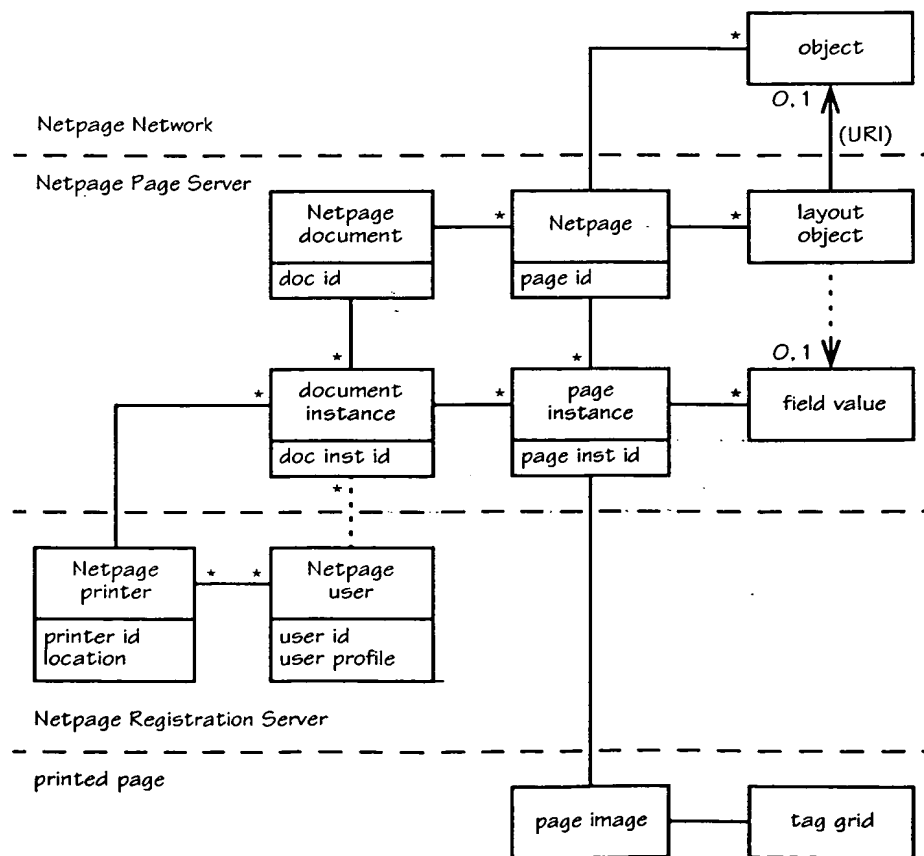 *
object
0, 1
(URI)
Netpage Network
Netpage Page Server
Netpage
document
doc id
*
Netpage
page id
*
layout
object
*
*
0, 1
*
document
instance
doc inst id
*
page
instance
page inst id
*
field value
*
Netpage
printer
printer id
location
*
*
Netpage
user
user id
user profile
Netpage Registration Server
printed page
page image
tag grid